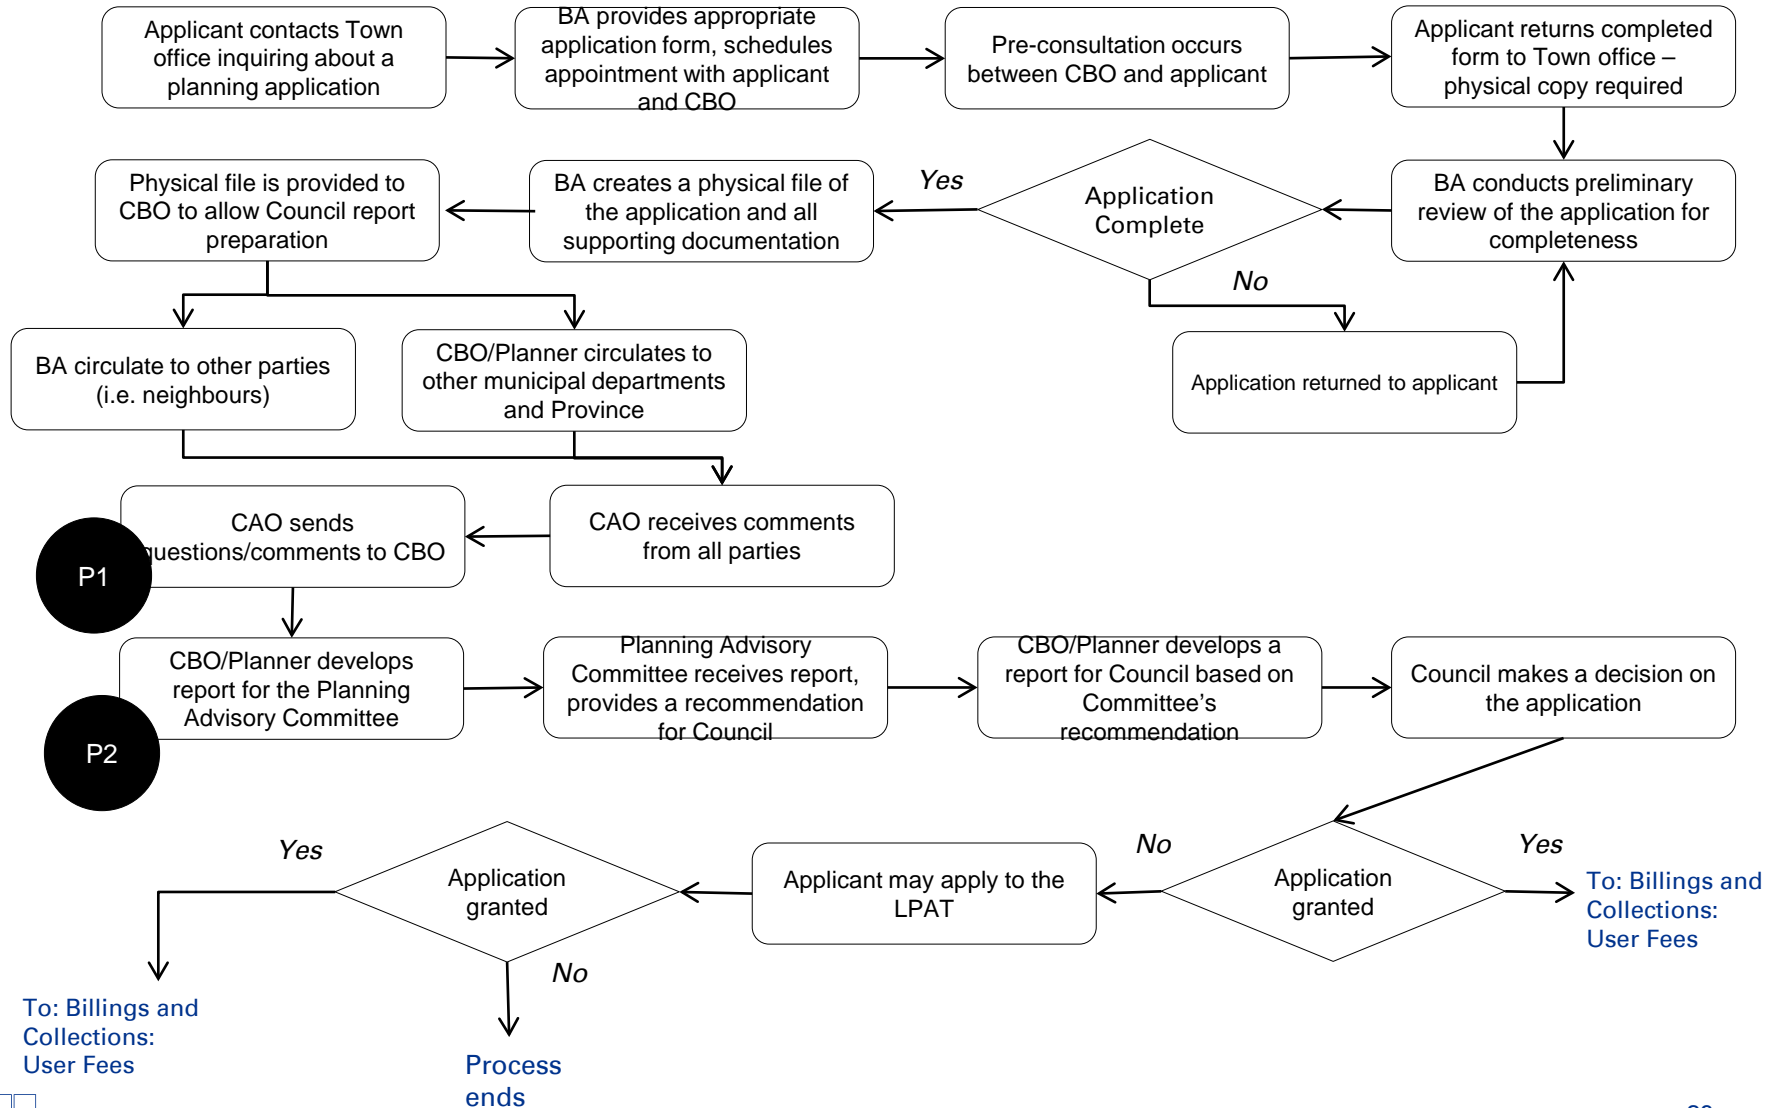 Applicant contacts Town
office inquiring about a
planning application
BA provides appropriate
application form, schedules
appointment with applicant
and CBO
Pre-consultation occurs
between CBO and applicant
Applicant returns completed
form to Town office –
physical copy required
Physical file is provided to
CBO to allow Council report
preparation
BA creates a physical file of
the application and all
supporting documentation
Yes
Application
Complete
BA conducts preliminary
review of the application for
completeness
No
BA circulate to other parties
(i.e. neighbours)
CBO/Planner circulates to
other municipal departments
and Province
Application returned to applicant
CAO sends
questions/comments to CBO
CAO receives comments
from all parties
P1
CBO/Planner develops
report for the Planning
Advisory Committee
Planning Advisory
Committee receives report,
provides a recommendation
for Council
CBO/Planner develops a
report for Council based on
Committee's
recommendation
Council makes a decision on
the application
P2
Yes
Application
granted
Applicant may apply to the
LPAT
No
Application
granted
Yes
To: Billings and
Collections:
User Fees
No
To: Billings and
Collections:
User Fees
Process
ends